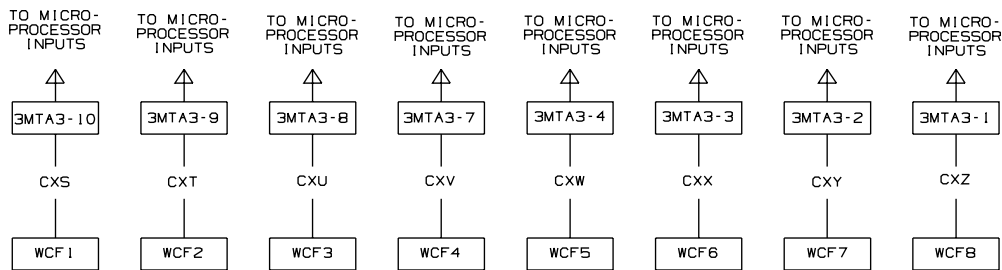 TO MICRO-
PROCESSOR
INPUTS
TO MICRO-
PROCESSOR
INPUTS
TO MICRO-
PROCESSOR
INPUTS
TO MICRO-
PROCESSOR
INPUTS
TO MICRO-
PROCESSOR
INPUTS
TO MICRO-
PROCESSOR
INPUTS
TO MICRO-
PROCESSOR
INPUTS
TO MICRO-
PROCESSOR
INPUTS
3MTA3-10
3MTA3-9
3MTA3-8
3MTA3-7
3MTA3-4
3MTA3-3
3MTA3-2
3MTA3-1
CXS
CXT
CXU
CXV
CXW
CXX
CXY
CXZ
WCF1
WCF2
WCF3
WCF4
WCF5
WCF6
WCF7
WCF8